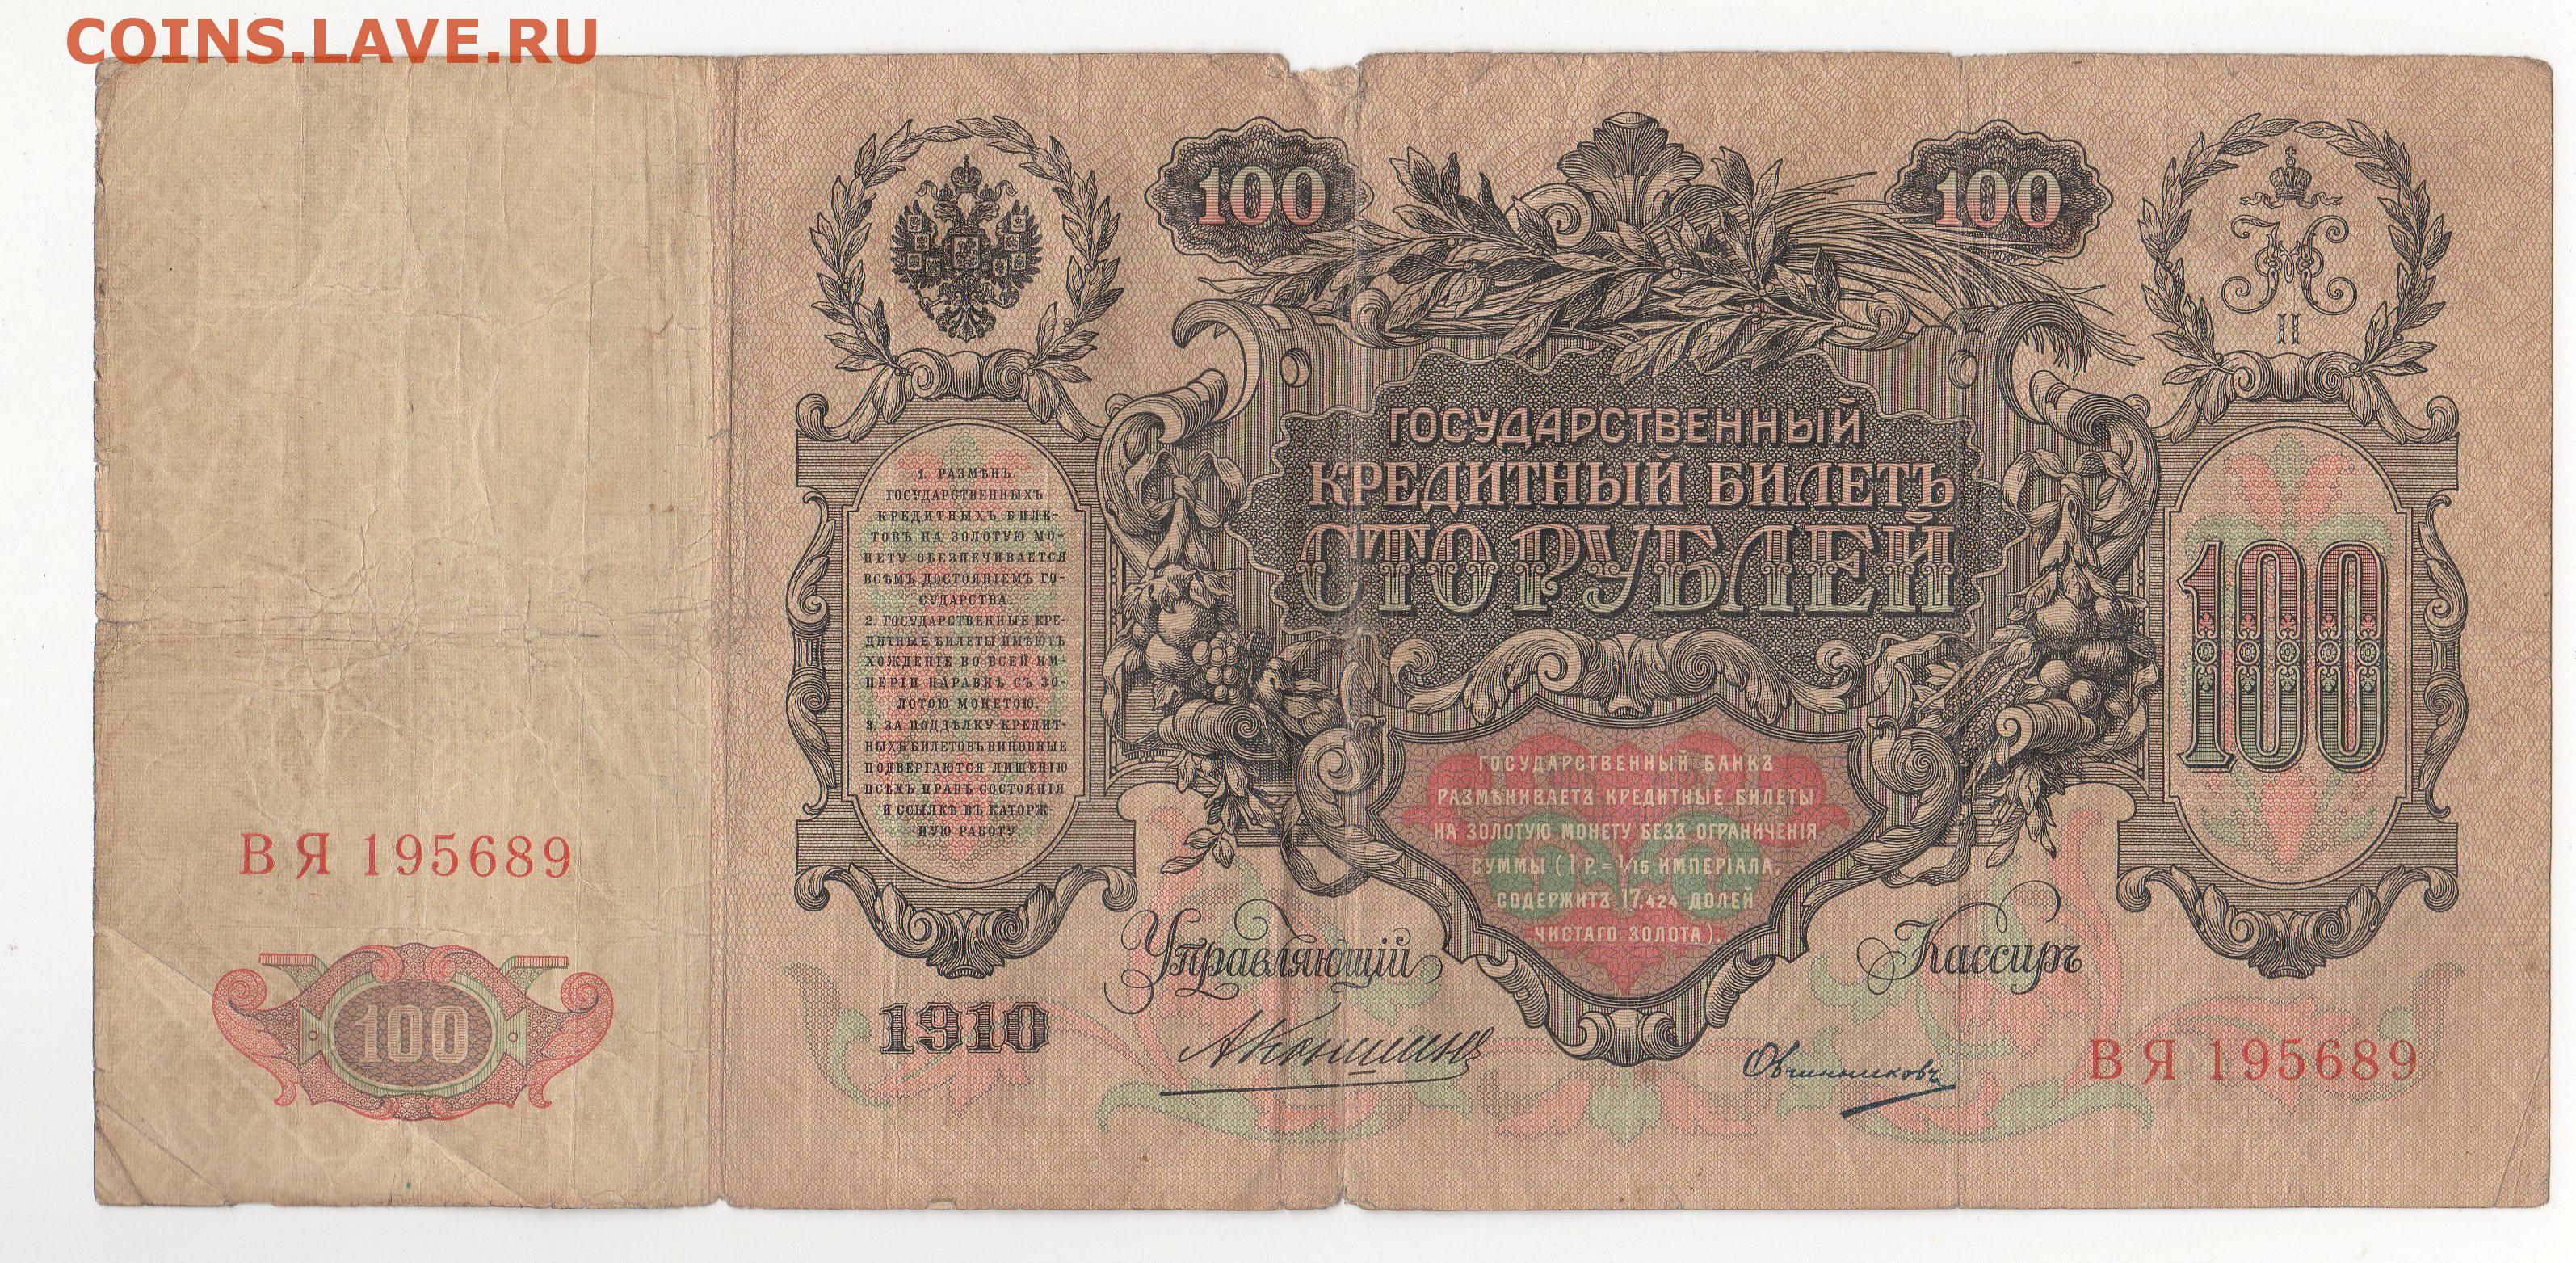 COINS.LAVE.RU
100
100
II
ГОСУДАРСТВЕННЫЙ
КРЕДИТНЫЙ БИЛЕТЪ
СТО РУБЛЕЙ
1. РАЗМѢНЪ
ГОСУДАРСТВЕННЫХЪ
КРЕДИТНЫХЪ БИЛЕ-
ТОВЪ НА ЗОЛОТУЮ МО-
НЕТУ ОБЕЗПЕЧИВАЕТСЯ
ВСѢМЪ ДОСТОЯНІЕМЪ ГО-
СУДАРСТВА.
2. ГОСУДАРСТВЕННЫЕ КРЕ-
ДИТНЫЕ БИЛЕТЫ ИМѢЮТЪ
ХОЖДЕНІЕ ВО ВСЕЙ ИМ-
ПЕРІИ НАРАВНѢ СЪ ЗО-
ЛОТОЮ МОНЕТОЮ.
3. ЗА ПОДДѢЛКУ КРЕДИТ-
НЫХЪ БИЛЕТОВЪ ВИНОВНЫЕ
ПОДВЕРГАЮТСЯ ЛИШЕНІЮ
ВСѢХЪ ПРАВЪ СОСТОЯНІЯ
И ССЫЛКѢ ВЪ КАТОРЖ-
НУЮ РАБОТУ.
100
ГОСУДАРСТВЕННЫЙ БАНКЪ
РАЗМѢНИВАЕТЪ КРЕДИТНЫЕ БИЛЕТЫ
НА ЗОЛОТУЮ МОНЕТУ БЕЗЪ ОГРАНИЧЕНІЯ
СУММЫ (1 Р.= 1/15 ИМПЕРІАЛА,
СОДЕРЖИТЪ 17,424 ДОЛЕЙ
ЧИСТАГО ЗОЛОТА).
ВЯ 195689
100
Управляющій
Кассиръ
1910
АКоншинъ
Овчинниковъ
ВЯ 195689